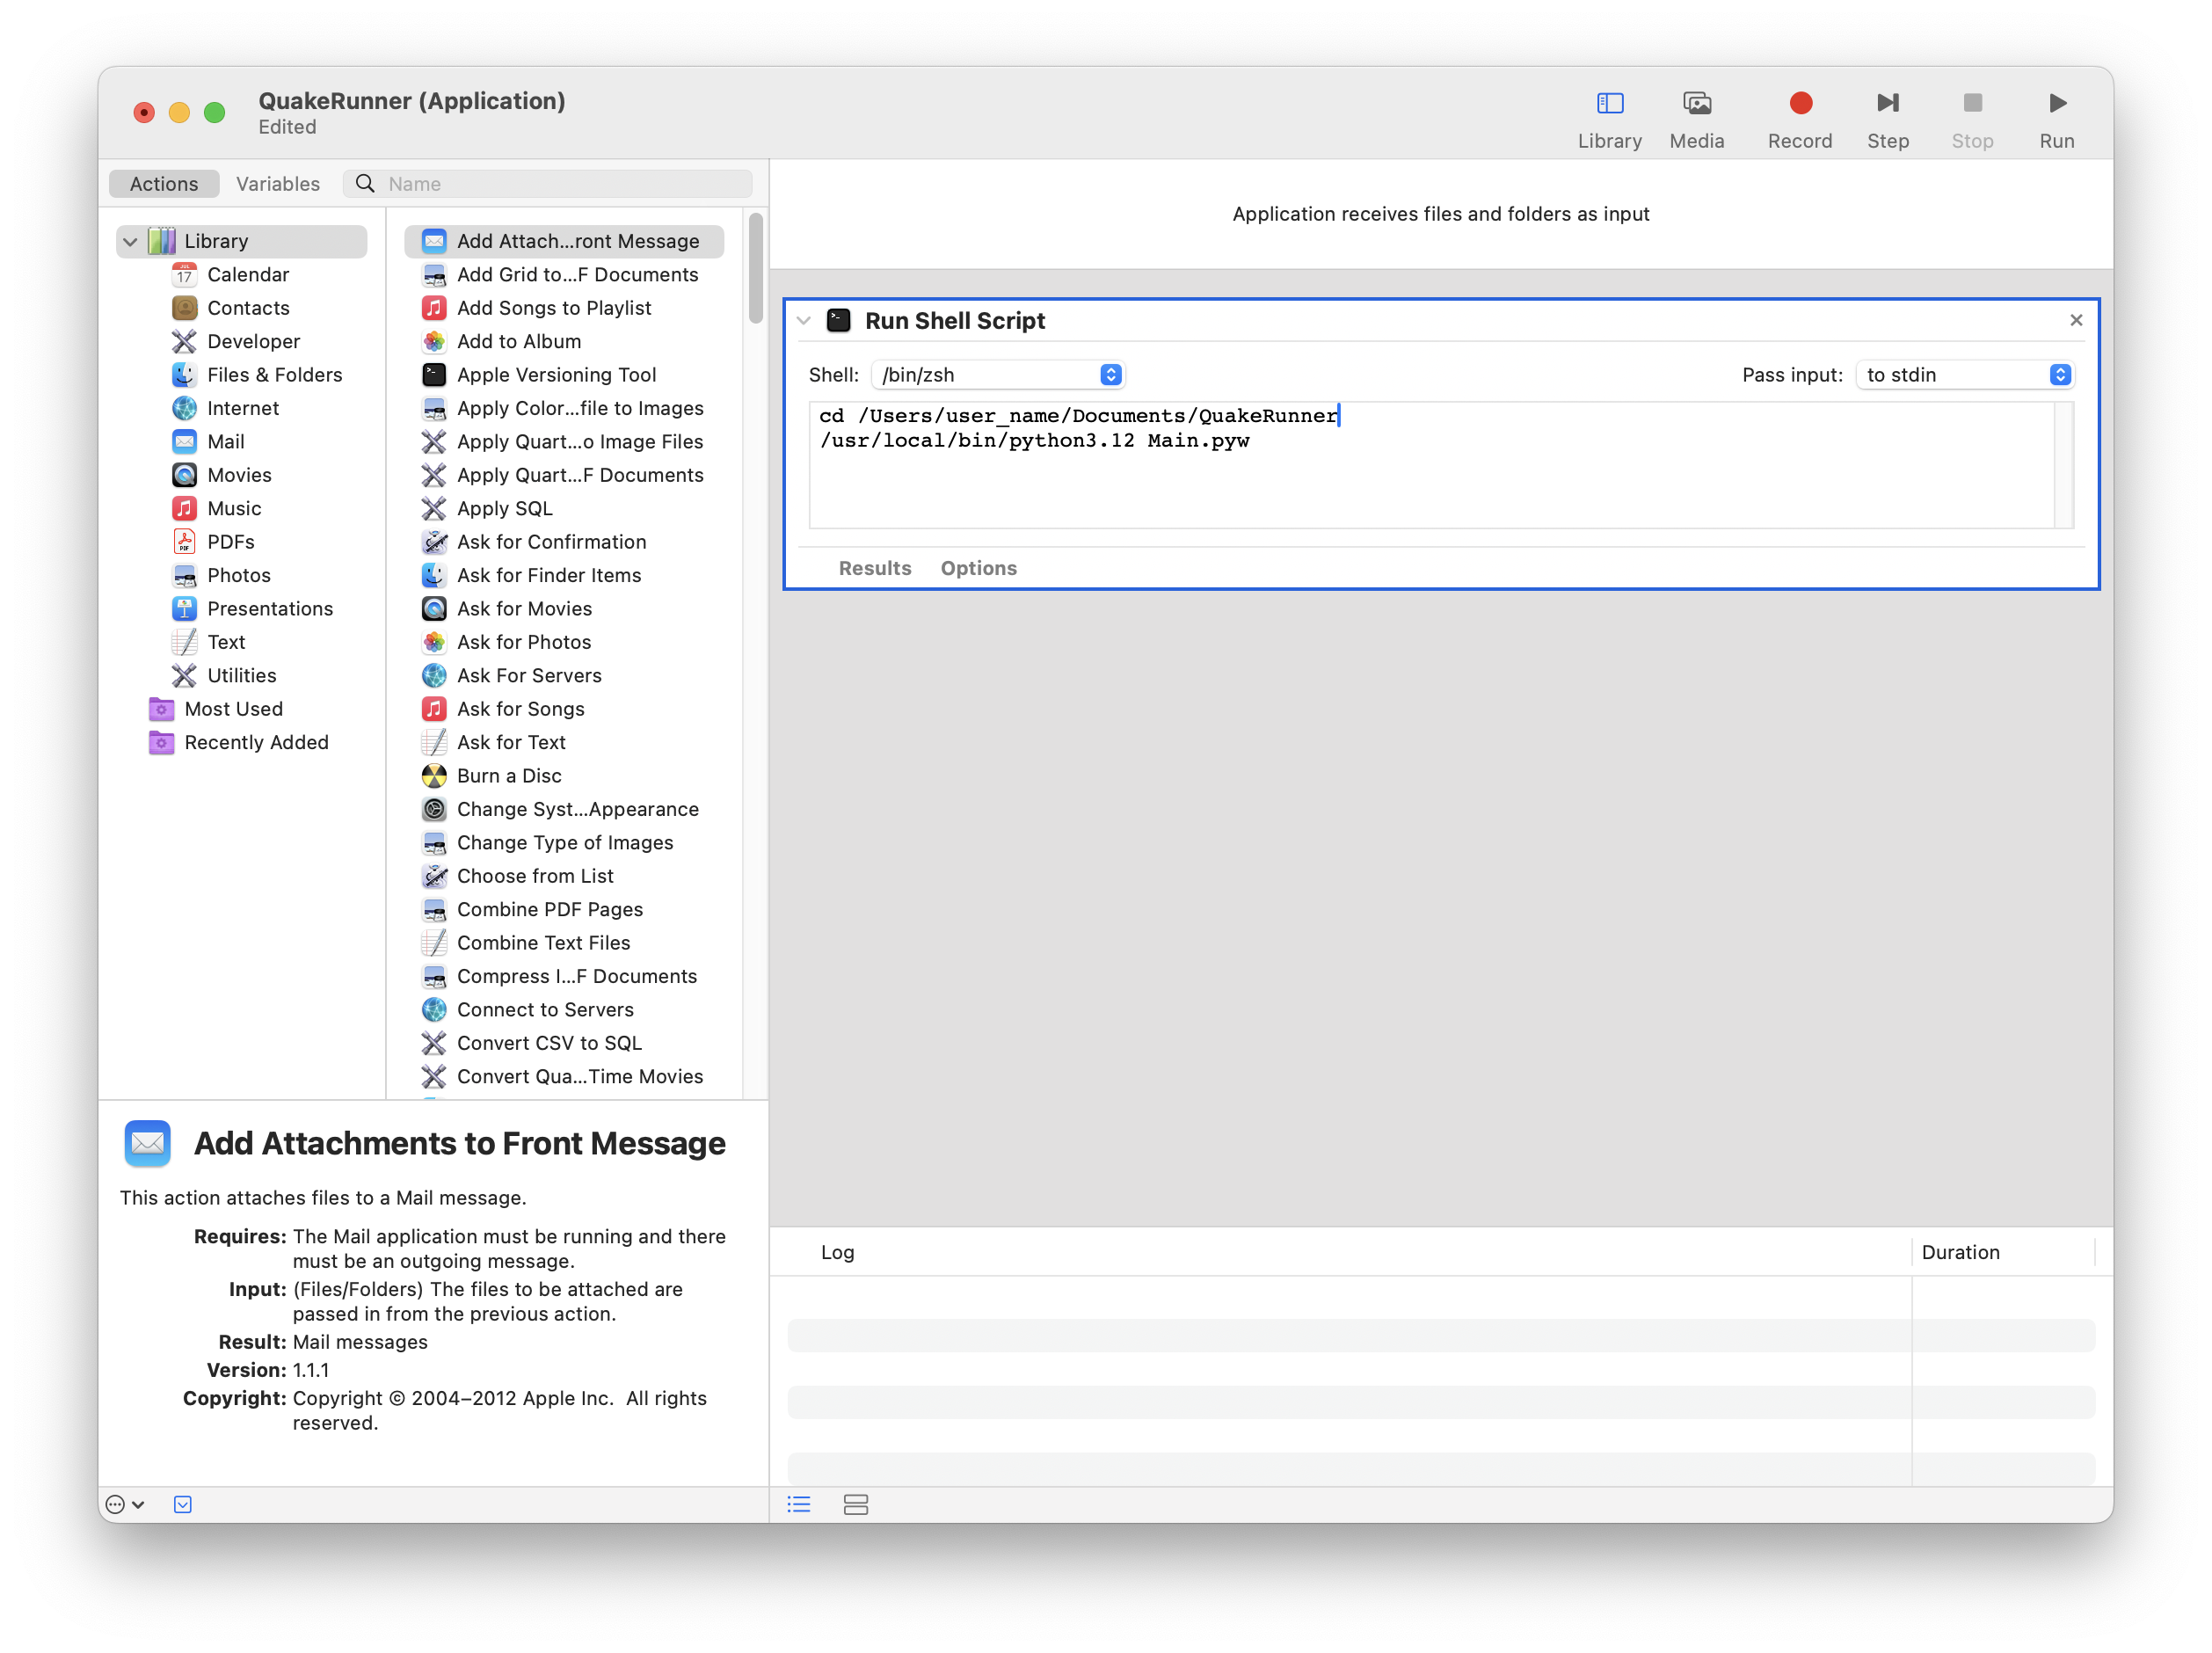 QuakeRunner (Application)
Edited
Library
Media
Record
Step
Stop
Run
Actions
Variables
Name
Library
JUL
17
Calendar
Contacts
Developer
Files & Folders
Internet
Mail
Movies
Music
PDF
PDFs
Photos
Presentations
Text
Utilities
Most Used
Recently Added
Add Attach...ront Message
Add Grid to...F Documents
Add Songs to Playlist
Add to Album
Apple Versioning Tool
Apply Color...file to Images
Apply Quart...o Image Files
Apply Quart...F Documents
Apply SQL
Ask for Confirmation
Ask for Finder Items
Ask for Movies
Ask for Photos
Ask For Servers
Ask for Songs
Ask for Text
Burn a Disc
Change Syst...Appearance
Change Type of Images
Choose from List
Combine PDF Pages
Combine Text Files
Compress I...F Documents
Connect to Servers
Convert CSV to SQL
Convert Qua...Time Movies
Add Attachments to Front Message
This action attaches files to a Mail message.
Requires: The Mail application must be running and there
must be an outgoing message.
Input: (Files/Folders) The files to be attached are
passed in from the previous action.
Result: Mail messages
Version: 1.1.1
Copyright: Copyright © 2004–2012 Apple Inc.  All rights
reserved.
Application receives files and folders as input
Run Shell Script
Shell: /bin/zsh
Pass input: to stdin
cd /Users/user_name/Documents/QuakeRunner
/usr/local/bin/python3.12 Main.pyw
Results
Options
Log
Duration